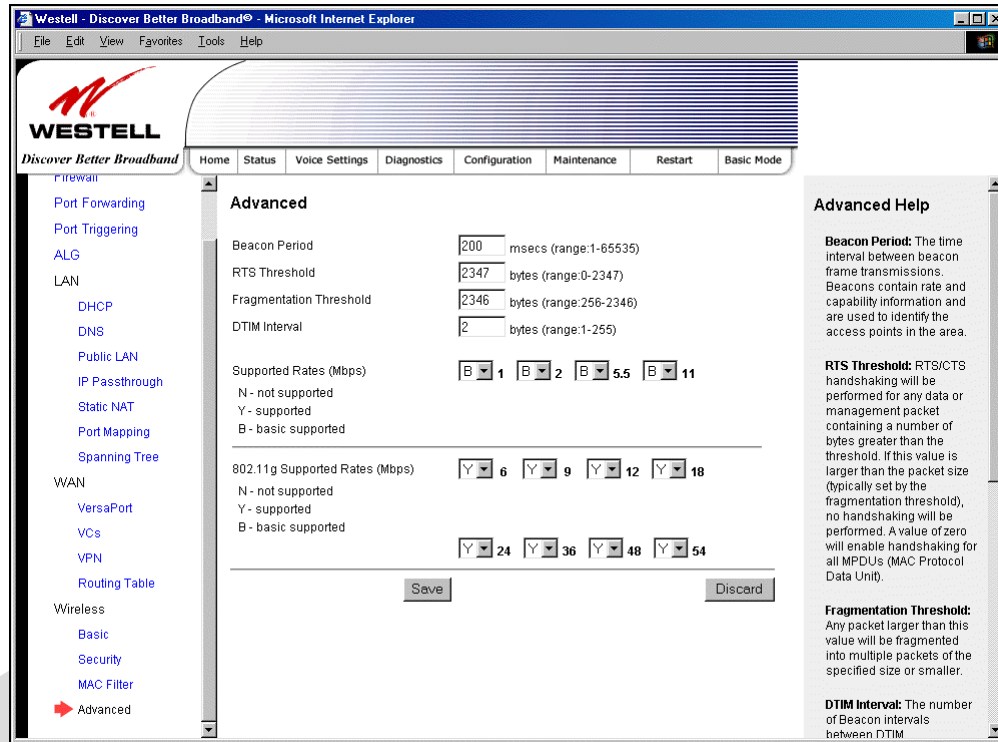 Westell - Discover Better Broadband® - Microsoft Internet Explorer
File Edit View Favorites Tools Help
WESTELL
Discover Better Broadband
Home Status Voice Settings Diagnostics Configuration Maintenance Restart Basic Mode
Firewall
Port Forwarding
Port Triggering
ALG
LAN
DHCP
DNS
Public LAN
IP Passthrough
Static NAT
Port Mapping
Spanning Tree
WAN
VersaPort
VCs
VPN
Routing Table
Wireless
Basic
Security
MAC Filter
Advanced
Advanced
Beacon Period 200 msecs (range:1-65535)
RTS Threshold 2347 bytes (range:0-2347)
Fragmentation Threshold 2346 bytes (range:256-2346)
DTIM Interval 2 bytes (range:1-255)
Supported Rates (Mbps) B 1 B 2 B 5.5 B 11
N - not supported
Y - supported
B - basic supported
802.11g Supported Rates (Mbps) Y 6 Y 9 Y 12 Y 18
N - not supported
Y - supported
B - basic supported
Y 24 Y 36 Y 48 Y 54
Save Discard
Advanced Help
Beacon Period: The time
interval between beacon
frame transmissions.
Beacons contain rate and
capability information and
are used to identify the
access points in the area.
RTS Threshold: RTS/CTS
handshaking will be
performed for any data or
management packet
containing a number of
bytes greater than the
threshold. If this value is
larger than the packet size
(typically set by the
fragmentation threshold),
no handshaking will be
performed. A value of zero
will enable handshaking for
all MPDUs (MAC Protocol
Data Unit).
Fragmentation Threshold:
Any packet larger than this
value will be fragmented
into multiple packets of the
specified size or smaller.
DTIM Interval: The number
of Beacon intervals
between DTIM